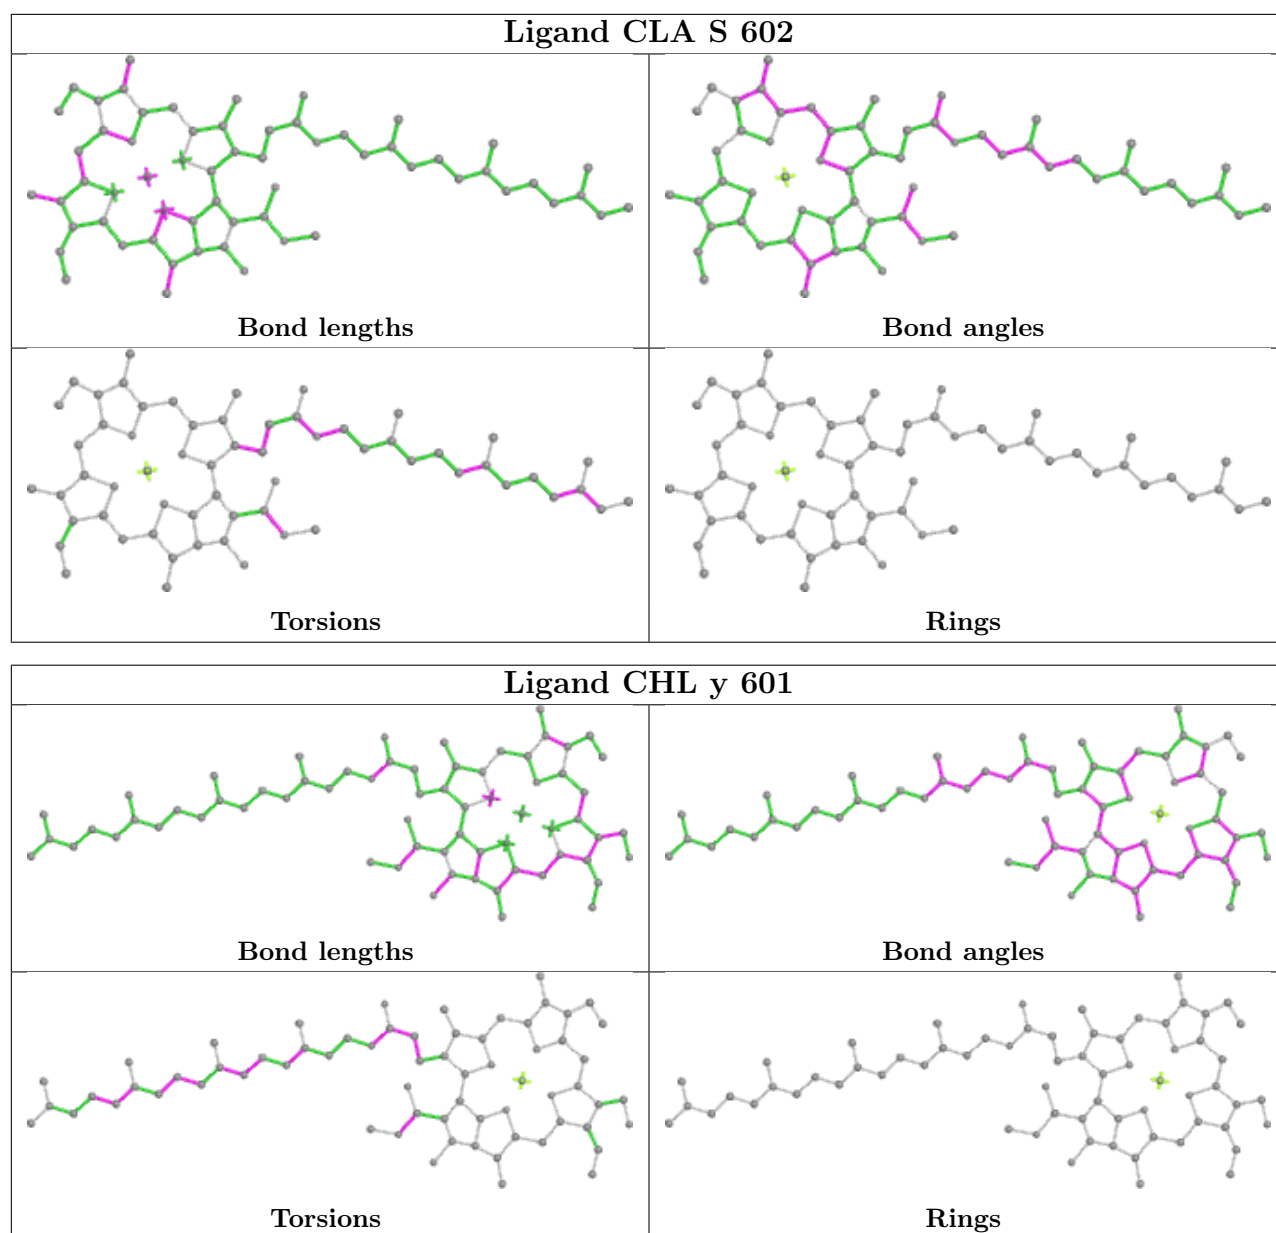 Ligand CLA S 602
Bond lengths
Bond angles
Torsions
Rings
Ligand CHL y 601
Bond lengths
Bond angles
Torsions
Rings